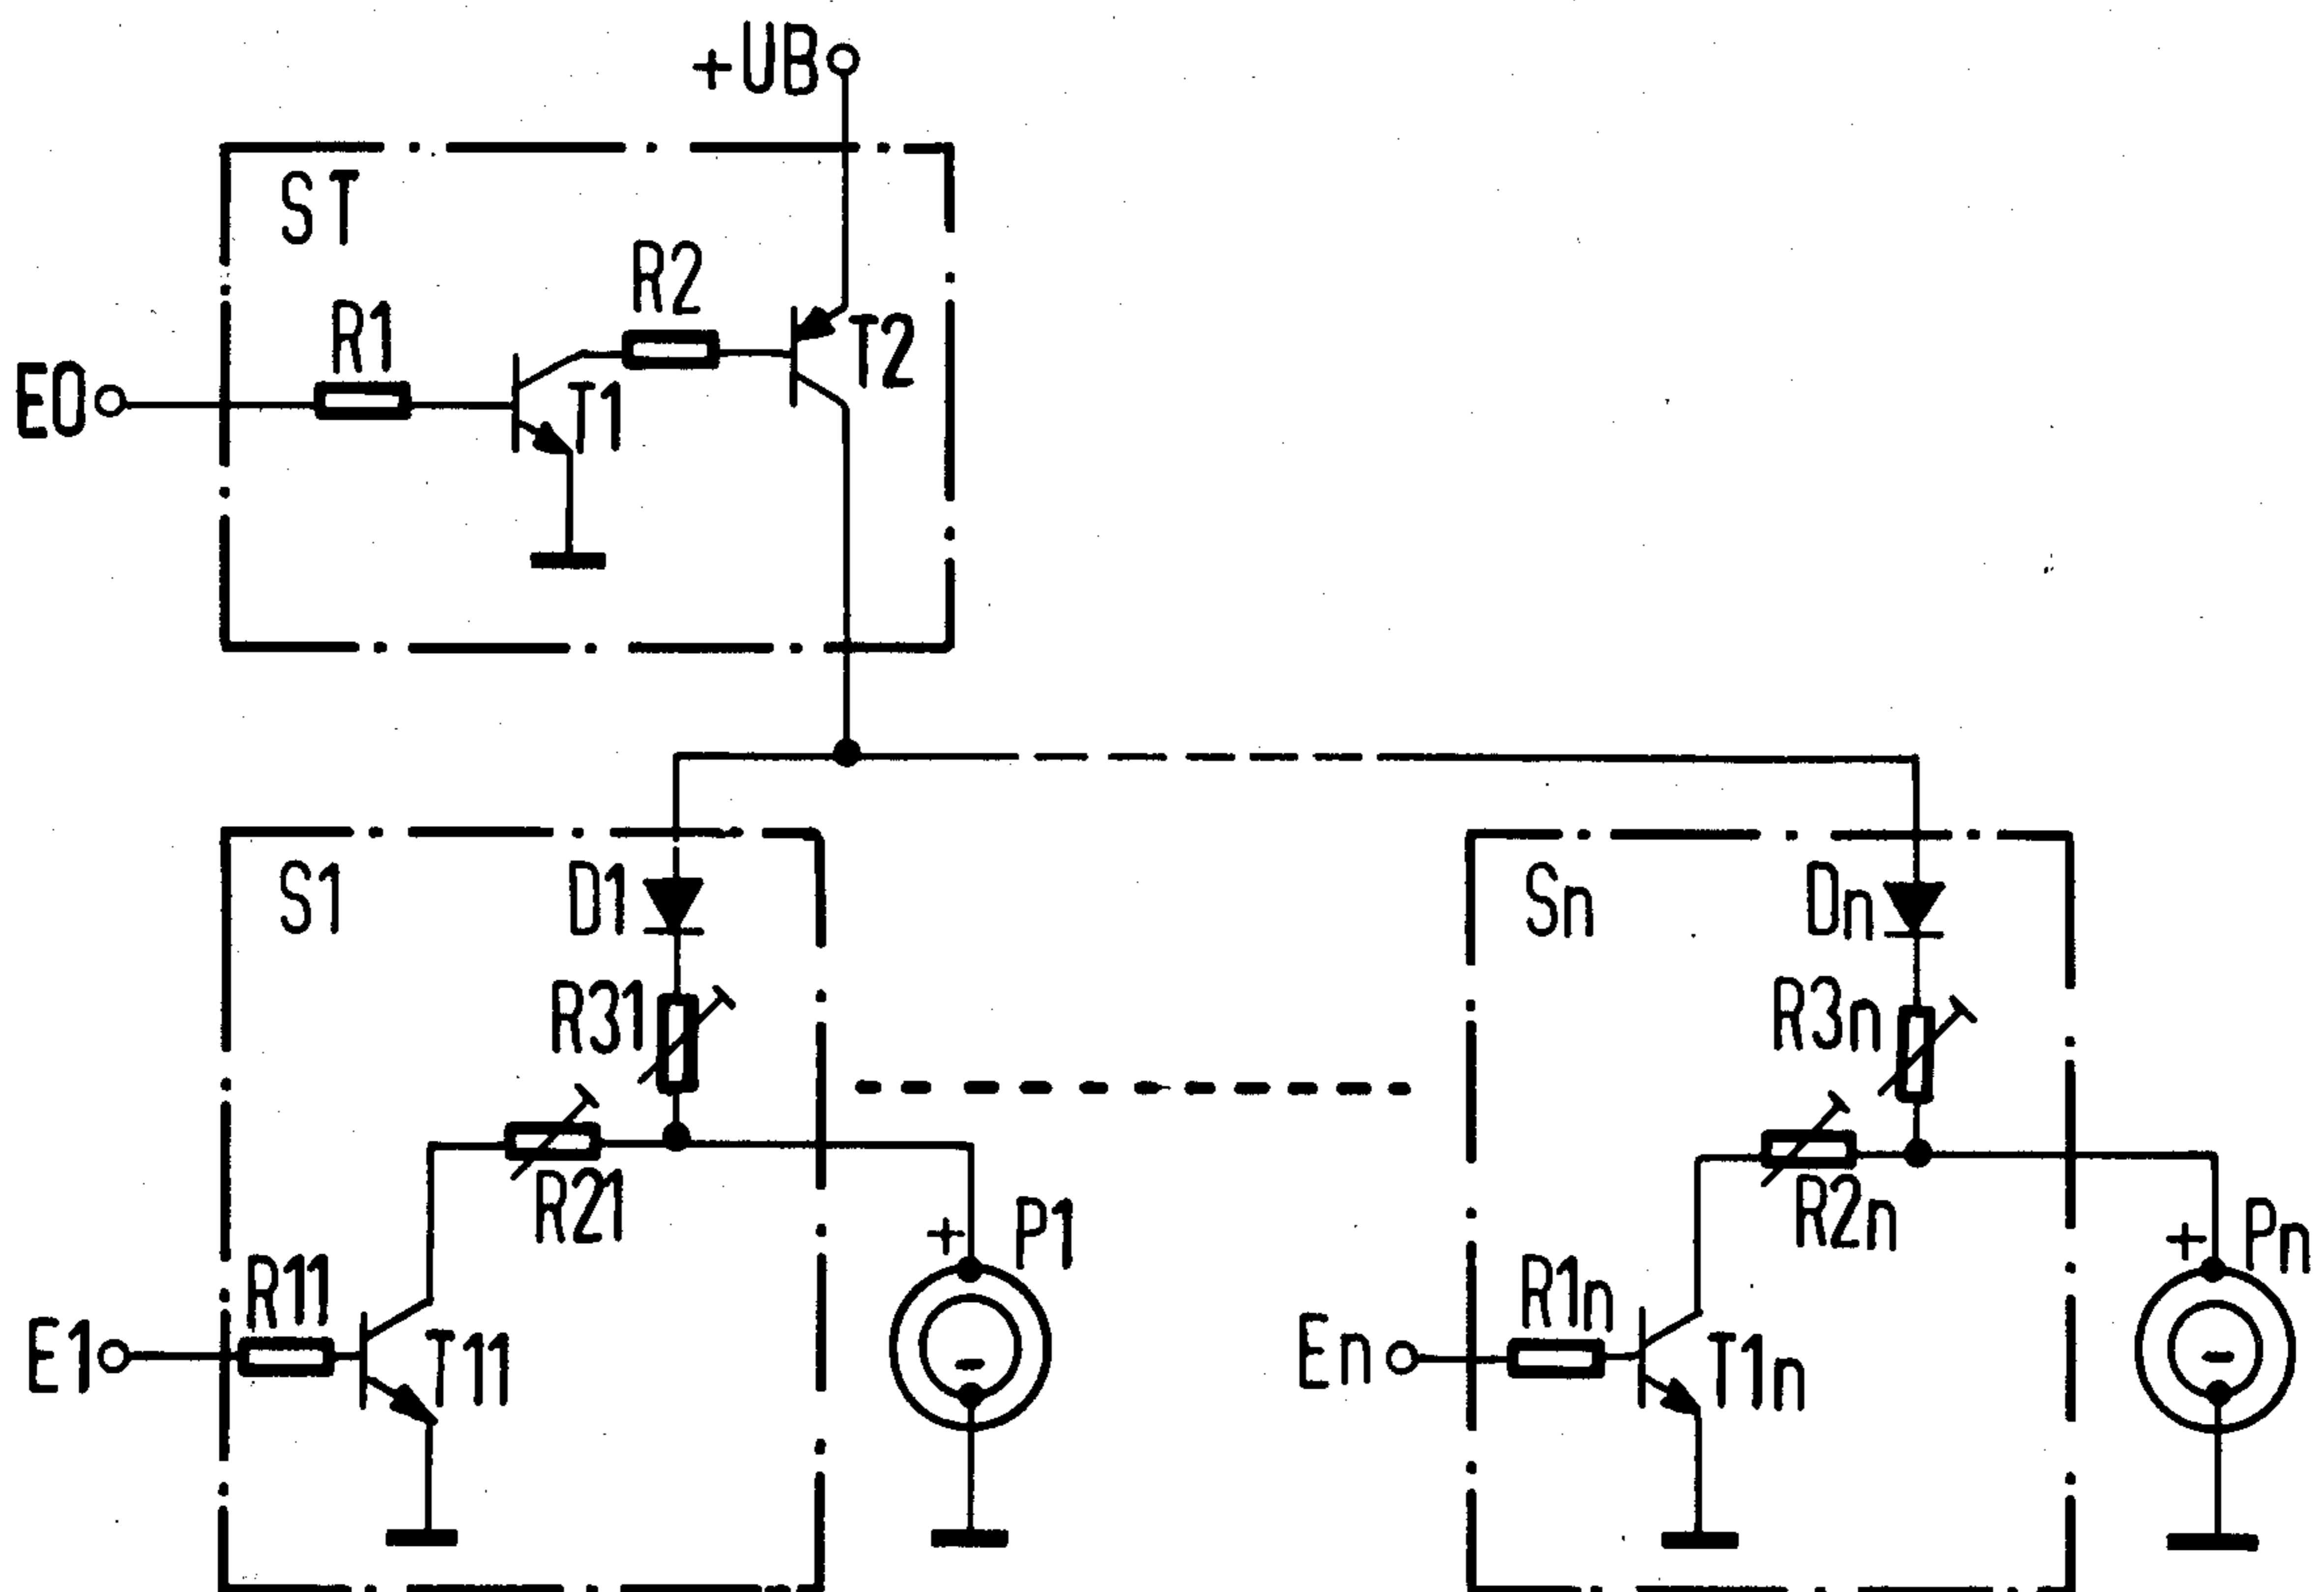 +UB
ST
R2
R1
T2
E0
T1
S1
D1
Sn
Dn
R31
R3n
R21
R2n
+
P1
+
Pn
R11
R1n
E1
T11
-
En
T1n
-